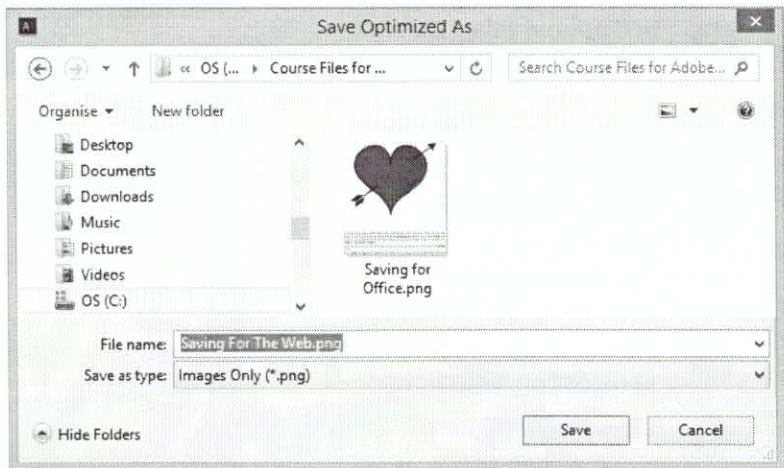 Ai
Save Optimized As
« OS (... Course Files for ...
Search Course Files for Adobe...
Organise
New folder
Desktop
Documents
Downloads
Music
Pictures
Videos
OS (C:)
Saving for
Office.png
File name: Saving For The Web.png
Save as type: Images Only (*.png)
Hide Folders
Save
Cancel